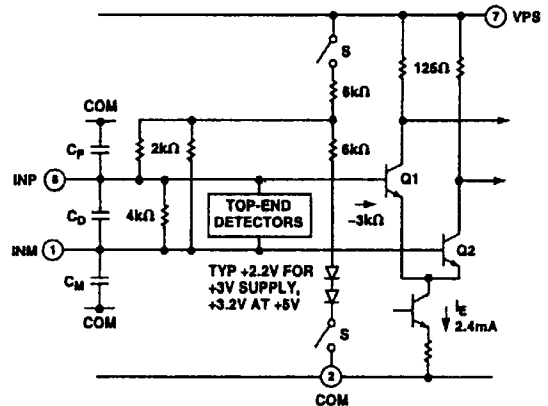 7 VPS
S
125Ω
6kΩ
COM
CP
2kΩ
6kΩ
INP 8
Q1
CD
4kΩ
TOP-END
DETECTORS
–3kΩ
INM 1
Q2
CM
TYP +2.2V FOR
+3V SUPPLY,
+3.2V AT +5V
COM
S
IE
2.4mA
2
COM